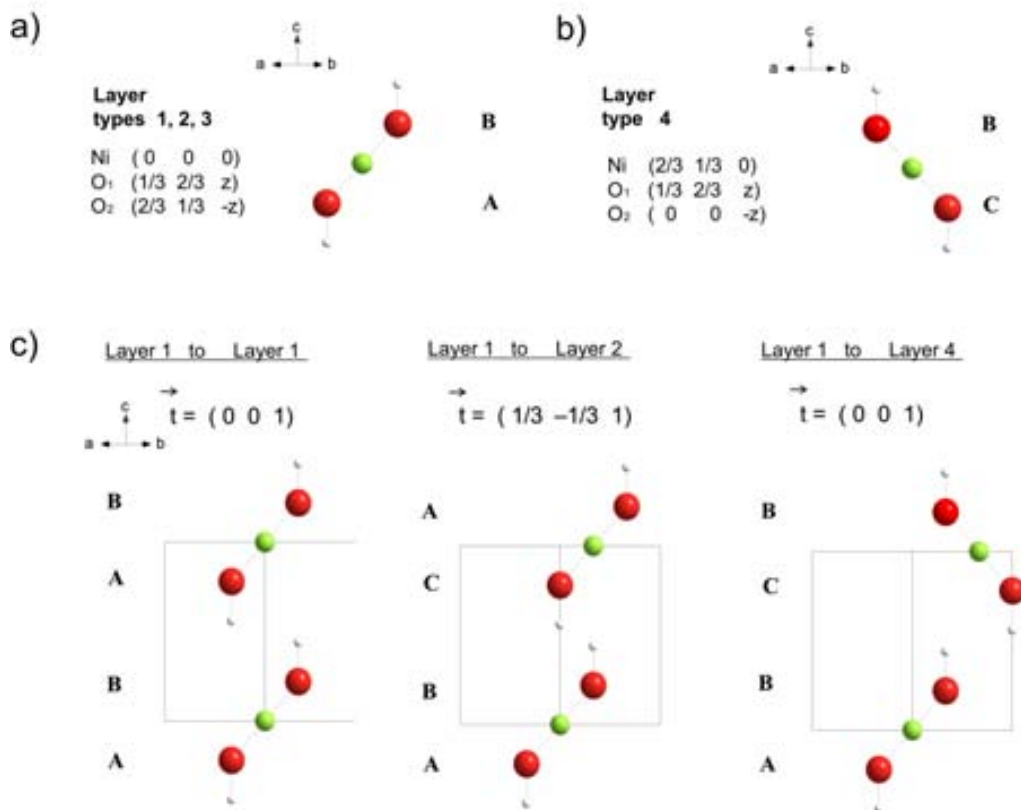 a)
c
a b
Layer
types 1, 2, 3
Ni ( 0 0 0)
O₁ (1/3 2/3 z)
O₂ (2/3 1/3 -z)
B
A
b)
c
a b
Layer
type 4
Ni (2/3 1/3 0)
O₁ (1/3 2/3 z)
O₂ ( 0 0 -z)
B
C
c)
Layer 1 to Layer 1
t = ( 0 0 1)
c
a b
B
A
B
A
Layer 1 to Layer 2
t = ( 1/3 –1/3 1)
A
C
B
A
Layer 1 to Layer 4
t = ( 0 0 1)
B
C
B
A